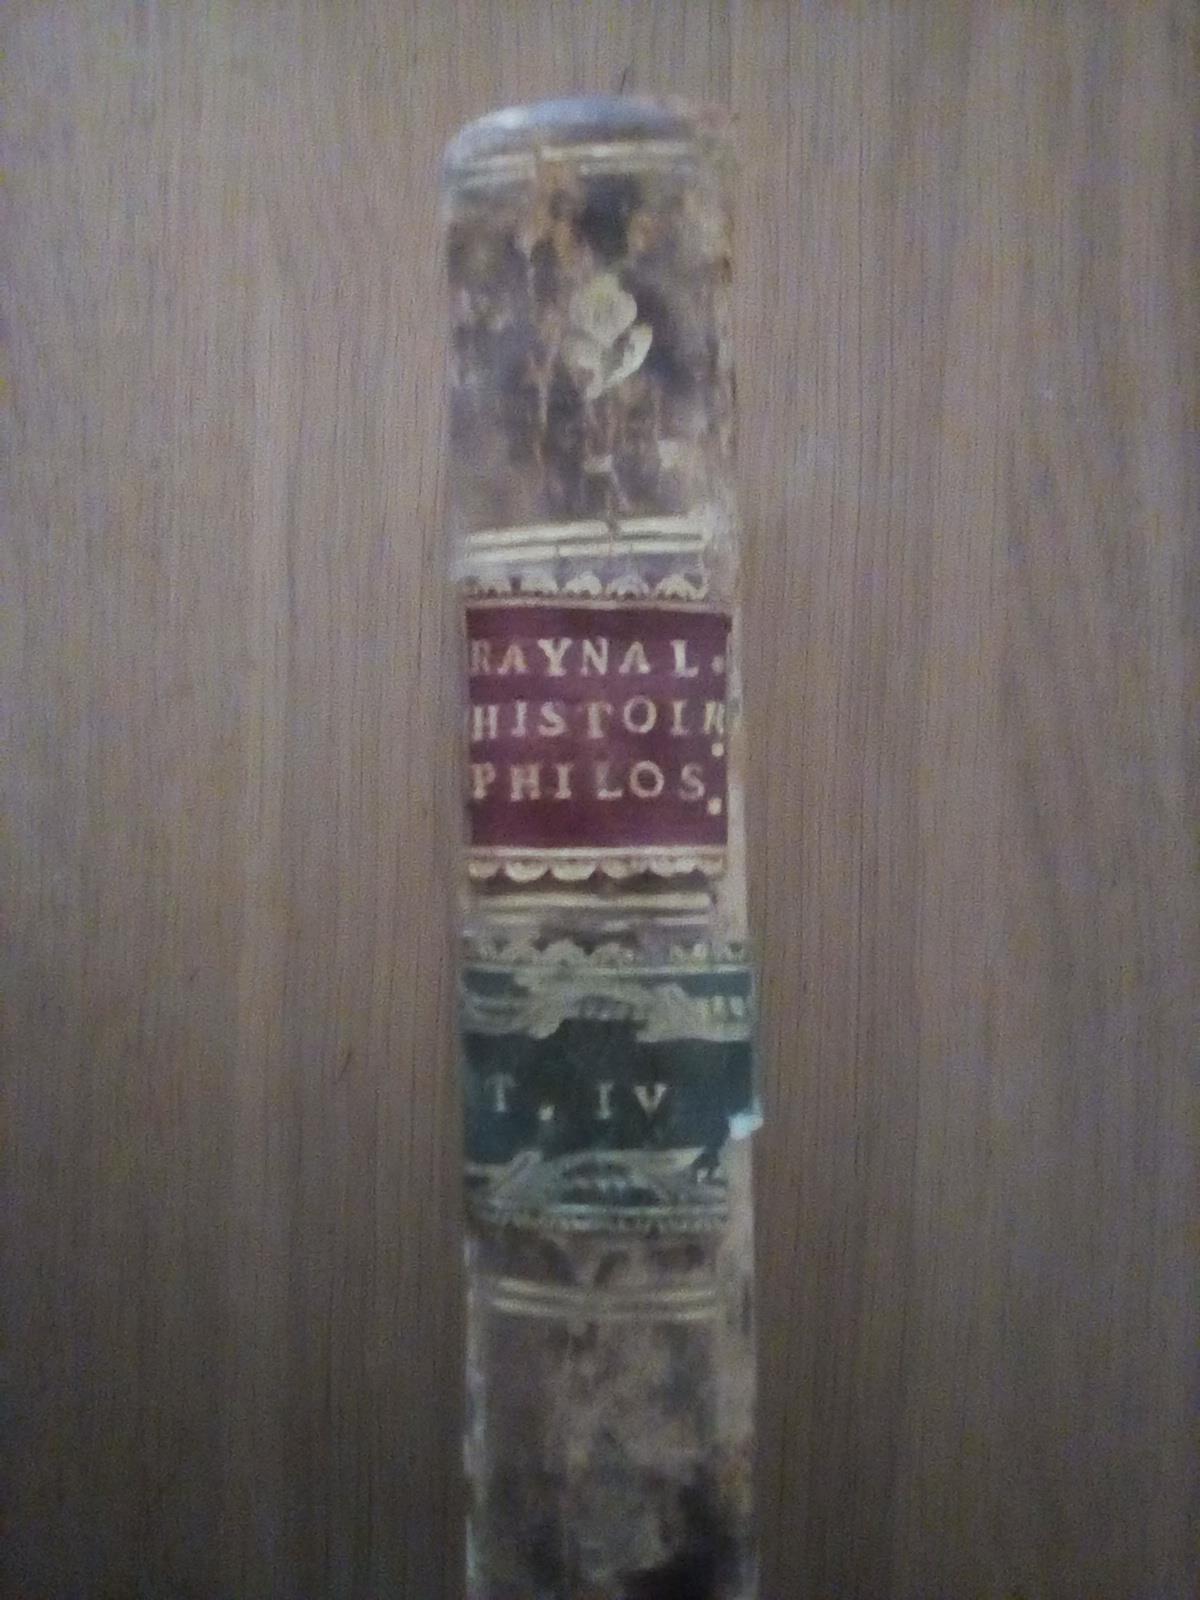 RAYNAL.
HISTOIR.
PHILOS.
T. IV